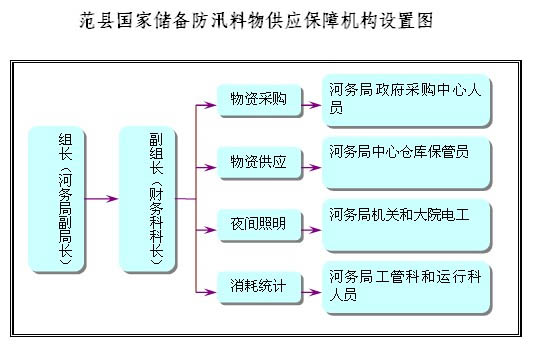 范县国家储备防汛料物供应保障机构设置图
组长（河务局副局长）
副组长（财务科科长）
物资采购
河务局政府采购中心人
员
物资供应
河务局中心仓库保管员
夜间照明
河务局机关和大院电工
消耗统计
河务局工管科和运行科
人员